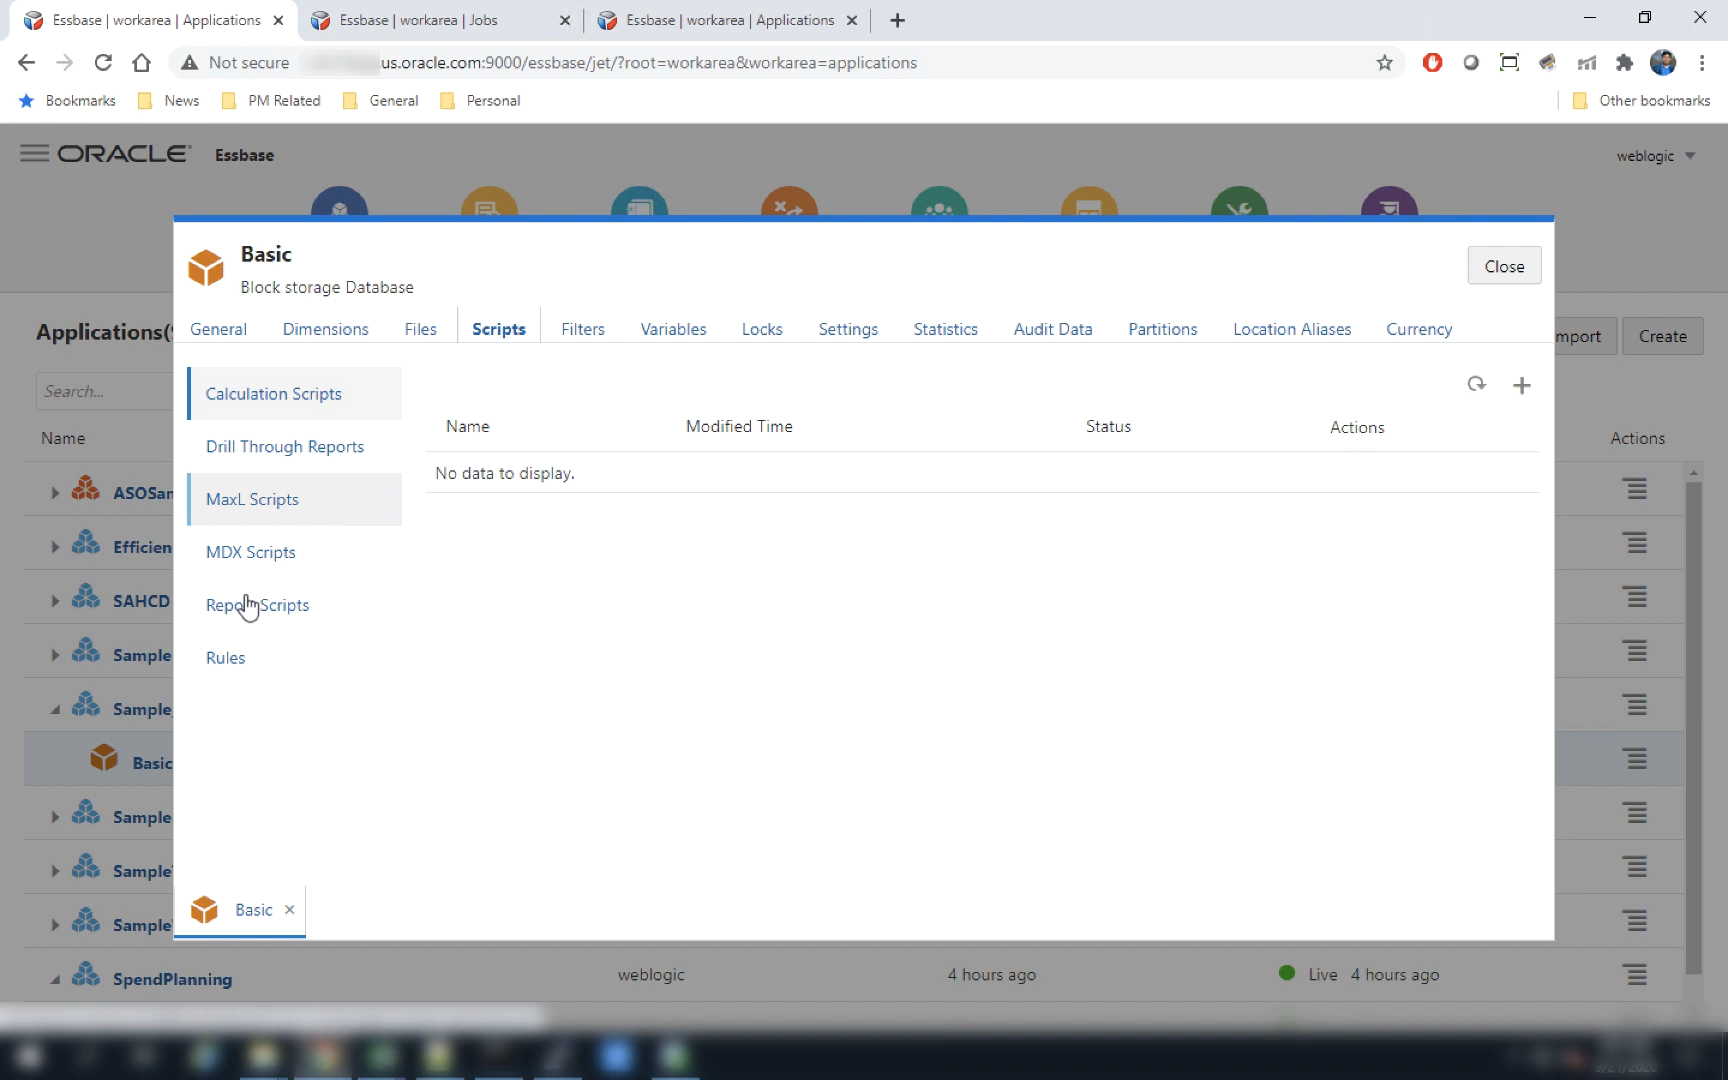 Essbase | workarea | Applications
Essbase | workarea | Jobs
Essbase | workarea | Applications
Not secure
us.oracle.com:9000/essbase/jet/?root=workarea&workarea=applications
Bookmarks
News
PM Related
General
Personal
Other bookmarks
ORACLE
Essbase
weblogic
Basic
Block storage Database
Close
General
Dimensions
Files
Scripts
Filters
Variables
Locks
Settings
Statistics
Audit Data
Partitions
Location Aliases
Currency
Applications(
mport
Create
Search...
Name
Actions
Calculation Scripts
Drill Through Reports
MaxL Scripts
MDX Scripts
Report Scripts
Rules
Name
Modified Time
Status
Actions
No data to display.
ASOSan
Efficien
SAHCD
Sample
Sample_
Basic
Sample
Sample
Sample
Basic
SpendPlanning
weblogic
4 hours ago
Live
4 hours ago